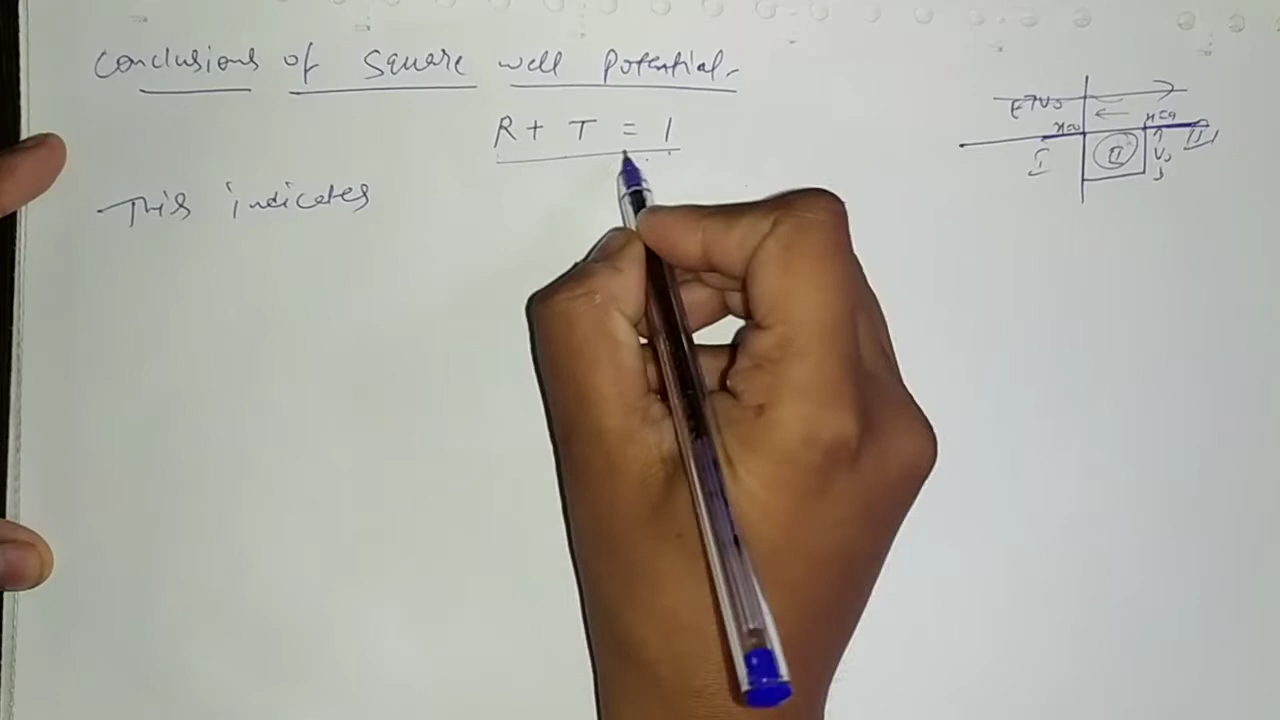 Conclusions of Square well Potential.
R + T = 1
This indicates
E > V₀
x=0
x=a
I
II
V₀
III